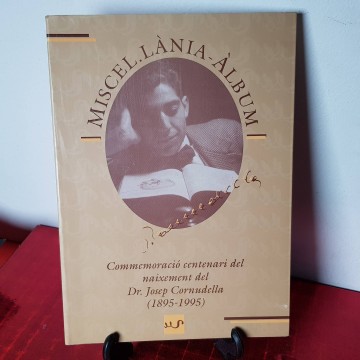 MISCEL.LÀNIA-ÀLBUM
Commemoració centenari del
naixement del
Dr. Josep Cornudella
(1895-1995)